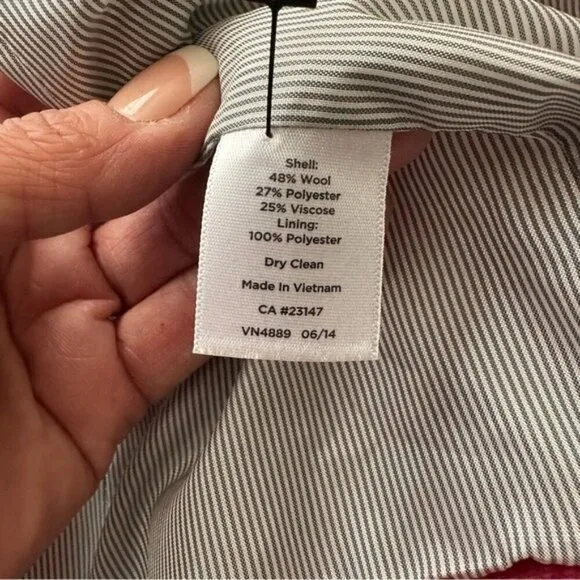 Shell:
48% Wool
27% Polyester
25% Viscose
Lining:
100% Polyester
Dry Clean
Made In Vietnam
CA #23147
VN4889 06/14